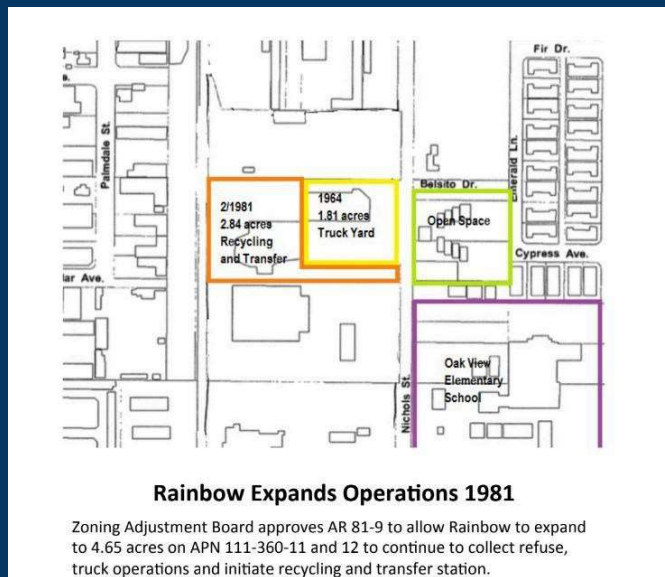 Fir Dr.
Palmdale St.
Emerald Ln.
Belsito Dr.
2/1981
2.84 acres
Recycling
and Transfer
1964
1.81 acres
Truck Yard
Open Space
Cypress Ave.
lar Ave.
Oak View
Elementary
School
Nichols St.
Rainbow Expands Operations 1981
Zoning Adjustment Board approves AR 81-9 to allow Rainbow to expand
to 4.65 acres on APN 111-360-11 and 12 to continue to collect refuse,
truck operations and initiate recycling and transfer station.